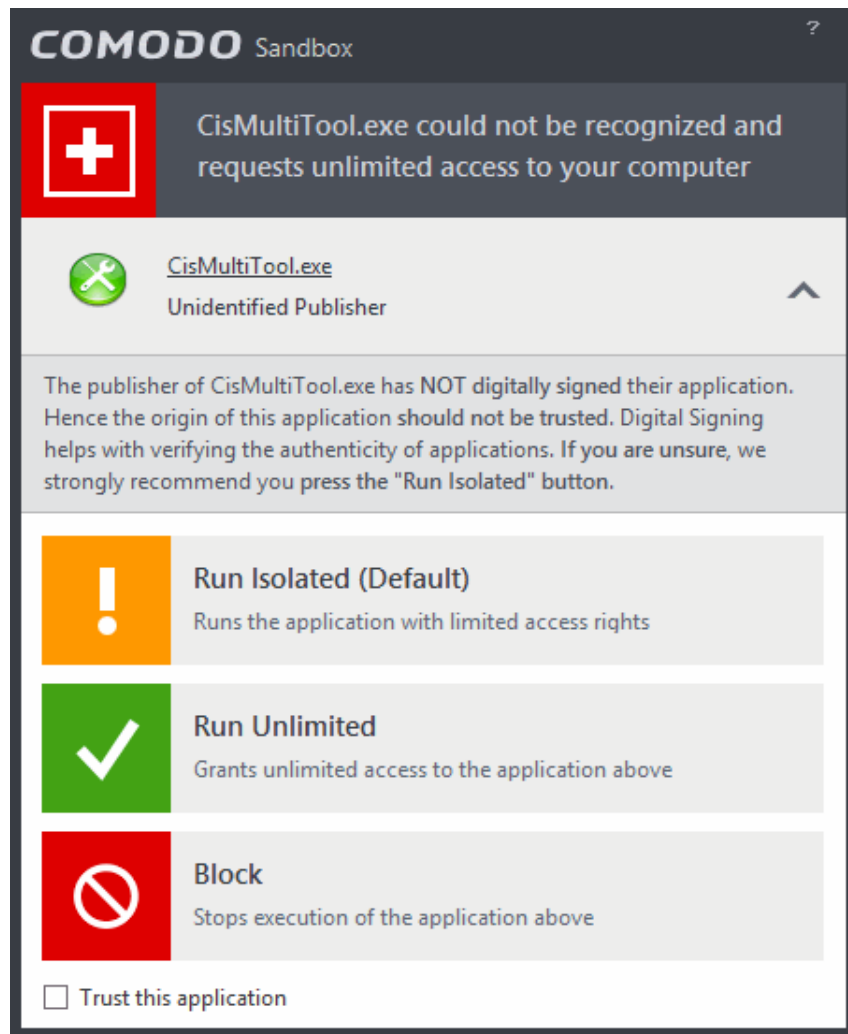 COMODO Sandbox ?
CisMultiTool.exe could not be recognized and
requests unlimited access to your computer
CisMultiTool.exe
Unidentified Publisher
The publisher of CisMultiTool.exe has NOT digitally signed their application.
Hence the origin of this application should not be trusted. Digital Signing
helps with verifying the authenticity of applications. If you are unsure, we
strongly recommend you press the "Run Isolated" button.
Run Isolated (Default)
Runs the application with limited access rights
Run Unlimited
Grants unlimited access to the application above
Block
Stops execution of the application above
Trust this application